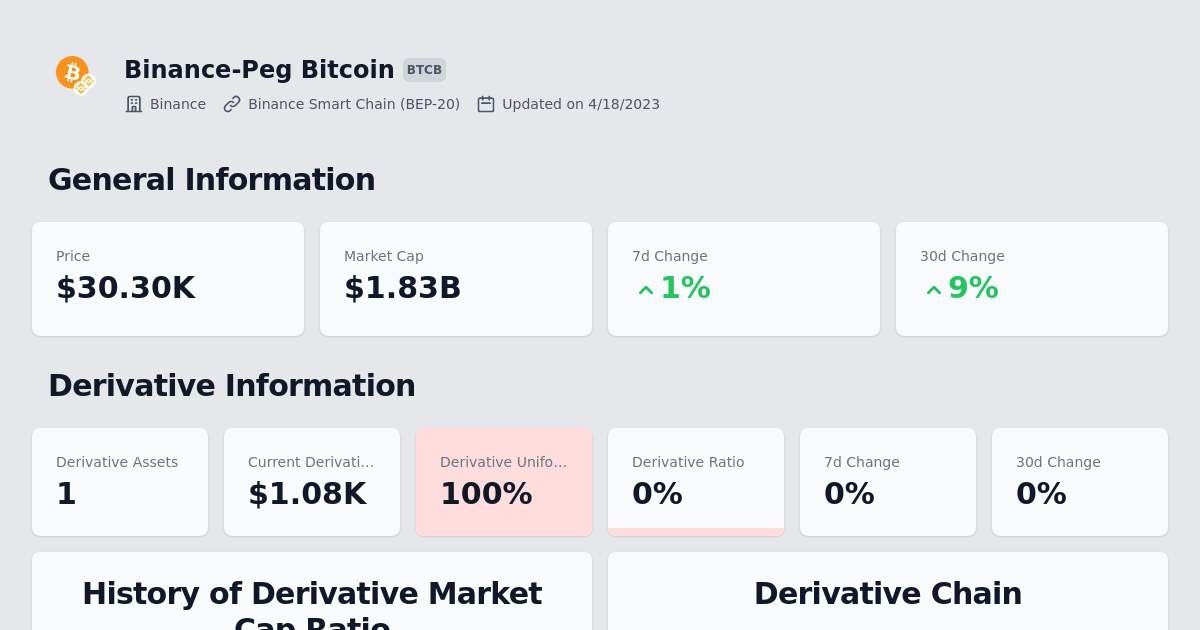 Binance-Peg Bitcoin BTCB
Binance Binance Smart Chain (BEP-20) Updated on 4/18/2023
General Information
Price Market Cap 7d Change 30d Change
$30.30K $1.83B 1% 9%
Derivative Information
Derivative Assets Current Derivati... Derivative Unifo... Derivative Ratio 7d Change 30d Change
1 $1.08K 100% 0% 0% 0%
History of Derivative Market Derivative Chain
Cap Ratio